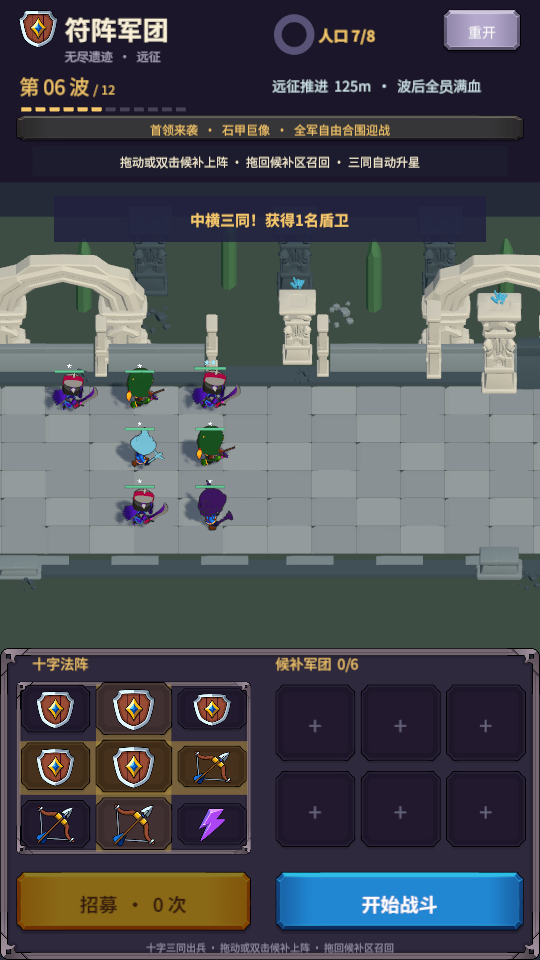 符阵军团
无尽遗迹 · 远征
人口 7/8
重开
第 06 波 / 12
远征推进 125m · 波后全员满血
首领来袭 · 石甲巨像 · 全军自由合围迎战
拖动或双击候补上阵 · 拖回候补区召回 · 三同自动升星
中横三同！获得1名盾卫
十字法阵
候补军团 0/6
招募 · 0 次
开始战斗
十字三同出兵 · 拖动或双击候补上阵 · 拖回候补区召回